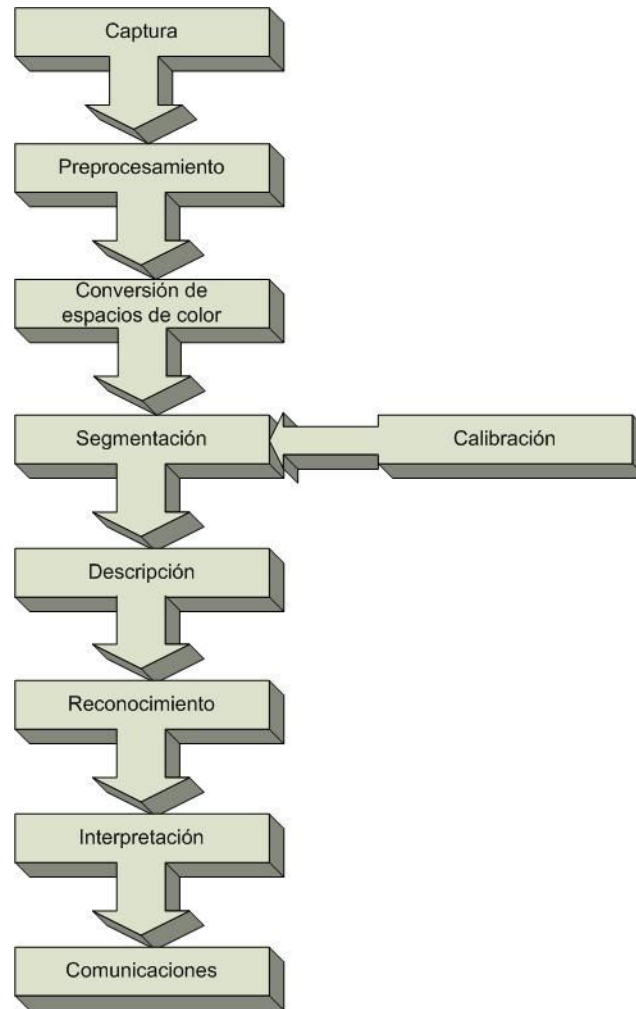 Captura
Preprocesamiento
Conversión de
espacios de color
Segmentación
Calibración
Descripción
Reconocimiento
Interpretación
Comunicaciones